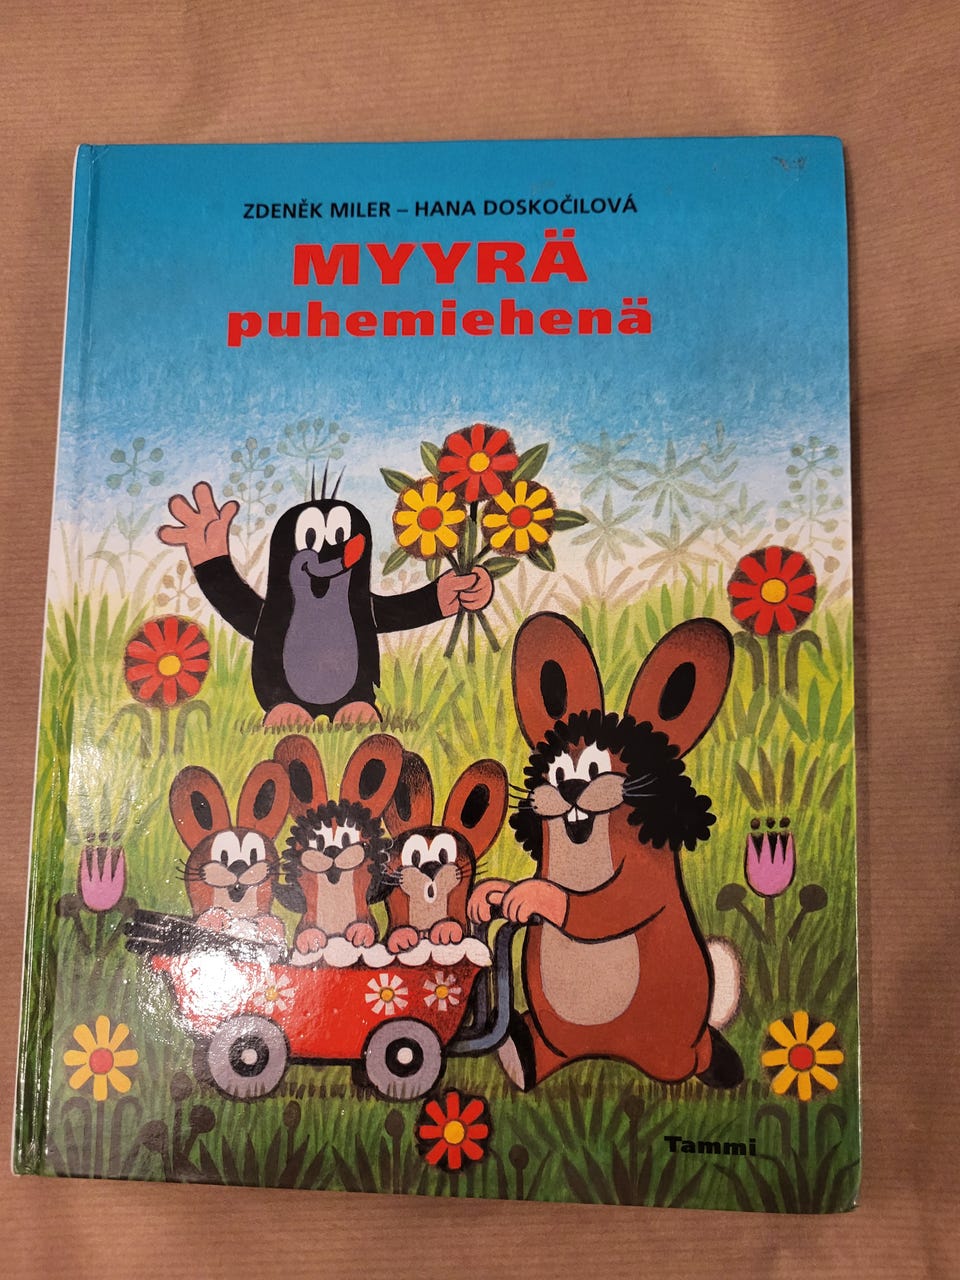 ZDENĚK MILER – HANA DOSKOČILOVÁ
MYYRÄ
puhemiehenä
Tammi